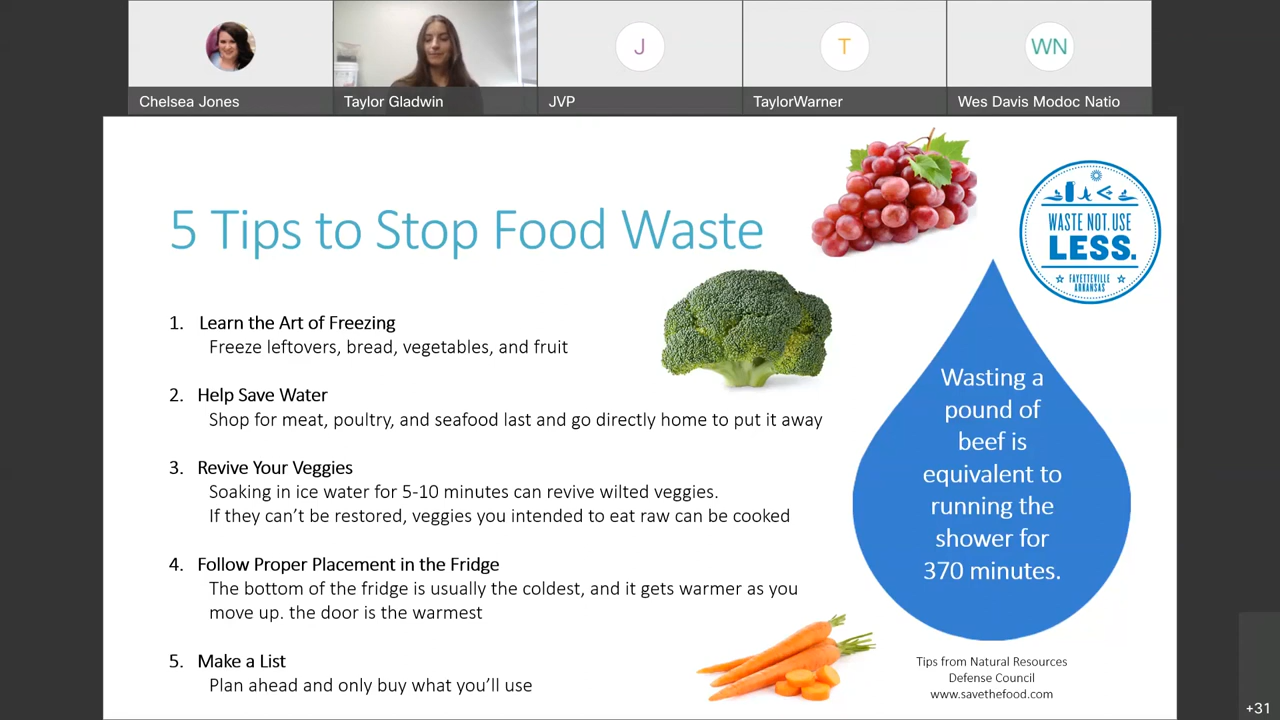 J
T
WN
Chelsea Jones
Taylor Gladwin
JVP
TaylorWarner
Wes Davis Modoc Natio
5 Tips to Stop Food Waste
WASTE NOT. USE
LESS.
FAYETTEVILLE
ARKANSAS
1. Learn the Art of Freezing
Freeze leftovers, bread, vegetables, and fruit
2. Help Save Water
Shop for meat, poultry, and seafood last and go directly home to put it away
3. Revive Your Veggies
Soaking in ice water for 5-10 minutes can revive wilted veggies.
If they can't be restored, veggies you intended to eat raw can be cooked
4. Follow Proper Placement in the Fridge
The bottom of the fridge is usually the coldest, and it gets warmer as you
move up. the door is the warmest
5. Make a List
Plan ahead and only buy what you'll use
Wasting a
pound of
beef is
equivalent to
running the
shower for
370 minutes.
Tips from Natural Resources
Defense Council
www.savethefood.com
+31